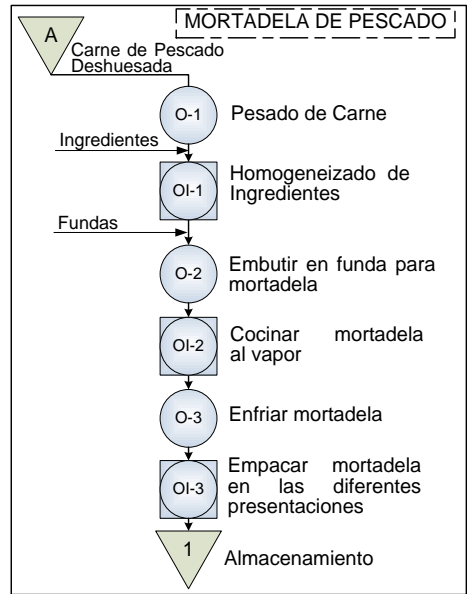 MORTADELA DE PESCADO
A
Carne de Pescado
Deshuesada
O-1
Pesado de Carne
Ingredientes
OI-1
Homogeneizado de
Ingredientes
Fundas
O-2
Embutir en funda para
mortadela
OI-2
Cocinar mortadela
al vapor
O-3
Enfriar mortadela
OI-3
Empacar mortadela
en las diferentes
presentaciones
1
Almacenamiento